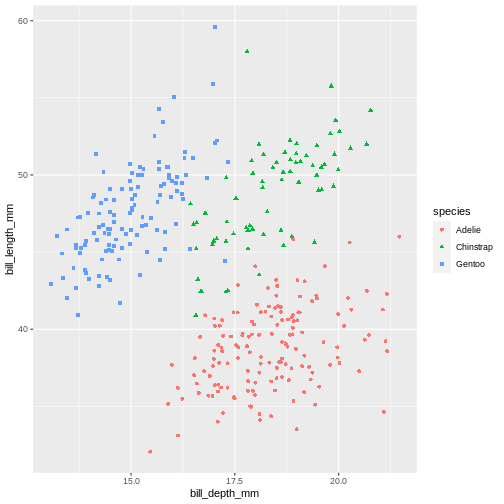 60
50
40
bill_length_mm
15.0
17.5
20.0
bill_depth_mm
species
Adelie
Chinstrap
Gentoo